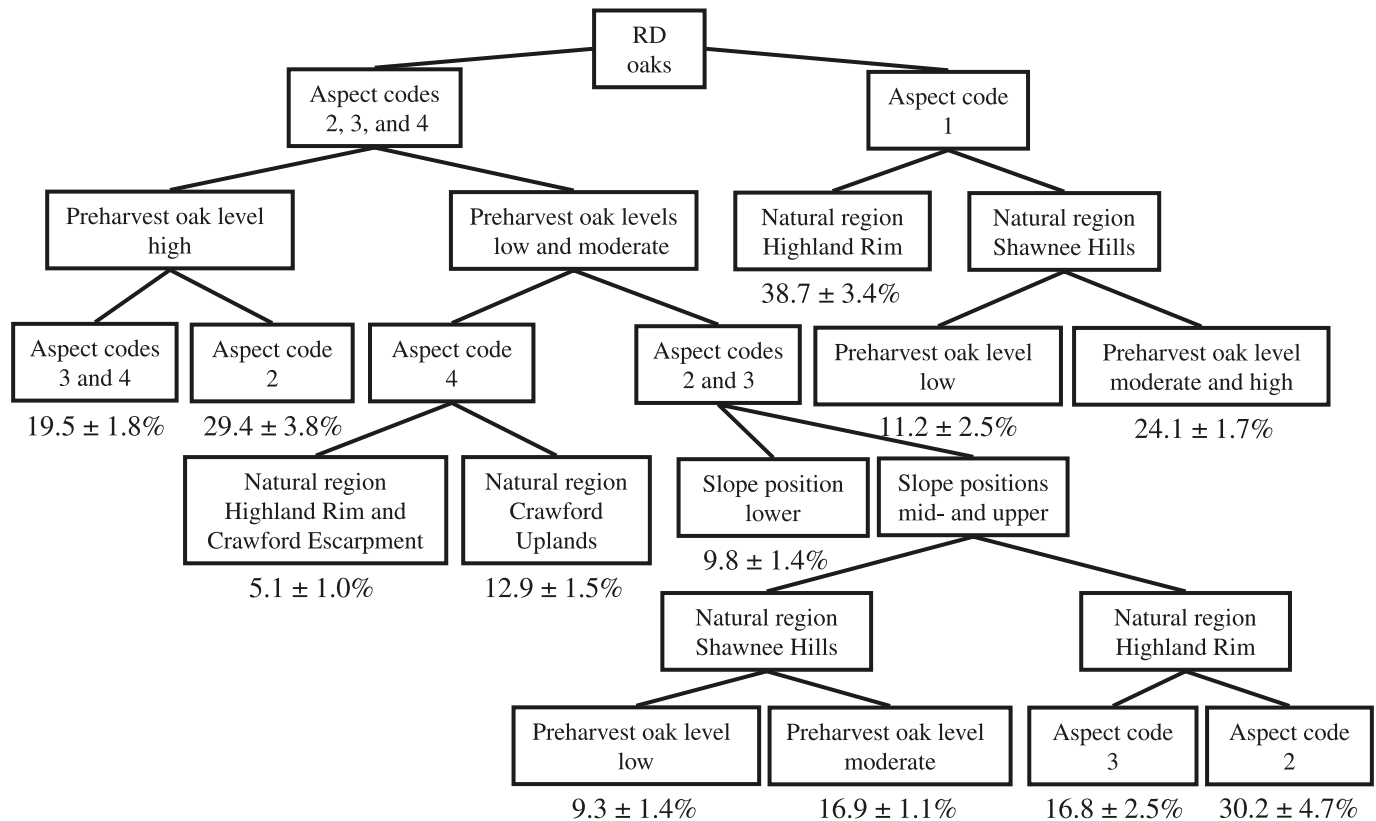 RD
oaks
Aspect codes
2, 3, and 4
Aspect code
1
Preharvest oak level
high
Preharvest oak levels
low and moderate
Natural region
Highland Rim
38.7 ± 3.4%
Natural region
Shawnee Hills
Aspect codes
3 and 4
19.5 ± 1.8%
Aspect code
2
29.4 ± 3.8%
Aspect code
4
Aspect codes
2 and 3
Preharvest oak level
low
11.2 ± 2.5%
Preharvest oak level
moderate and high
24.1 ± 1.7%
Natural region
Highland Rim and
Crawford Escarpment
5.1 ± 1.0%
Natural region
Crawford
Uplands
12.9 ± 1.5%
Slope position
lower
9.8 ± 1.4%
Slope positions
mid- and upper
Natural region
Shawnee Hills
Natural region
Highland Rim
Preharvest oak level
low
9.3 ± 1.4%
Preharvest oak level
moderate
16.9 ± 1.1%
Aspect code
3
16.8 ± 2.5%
Aspect code
2
30.2 ± 4.7%